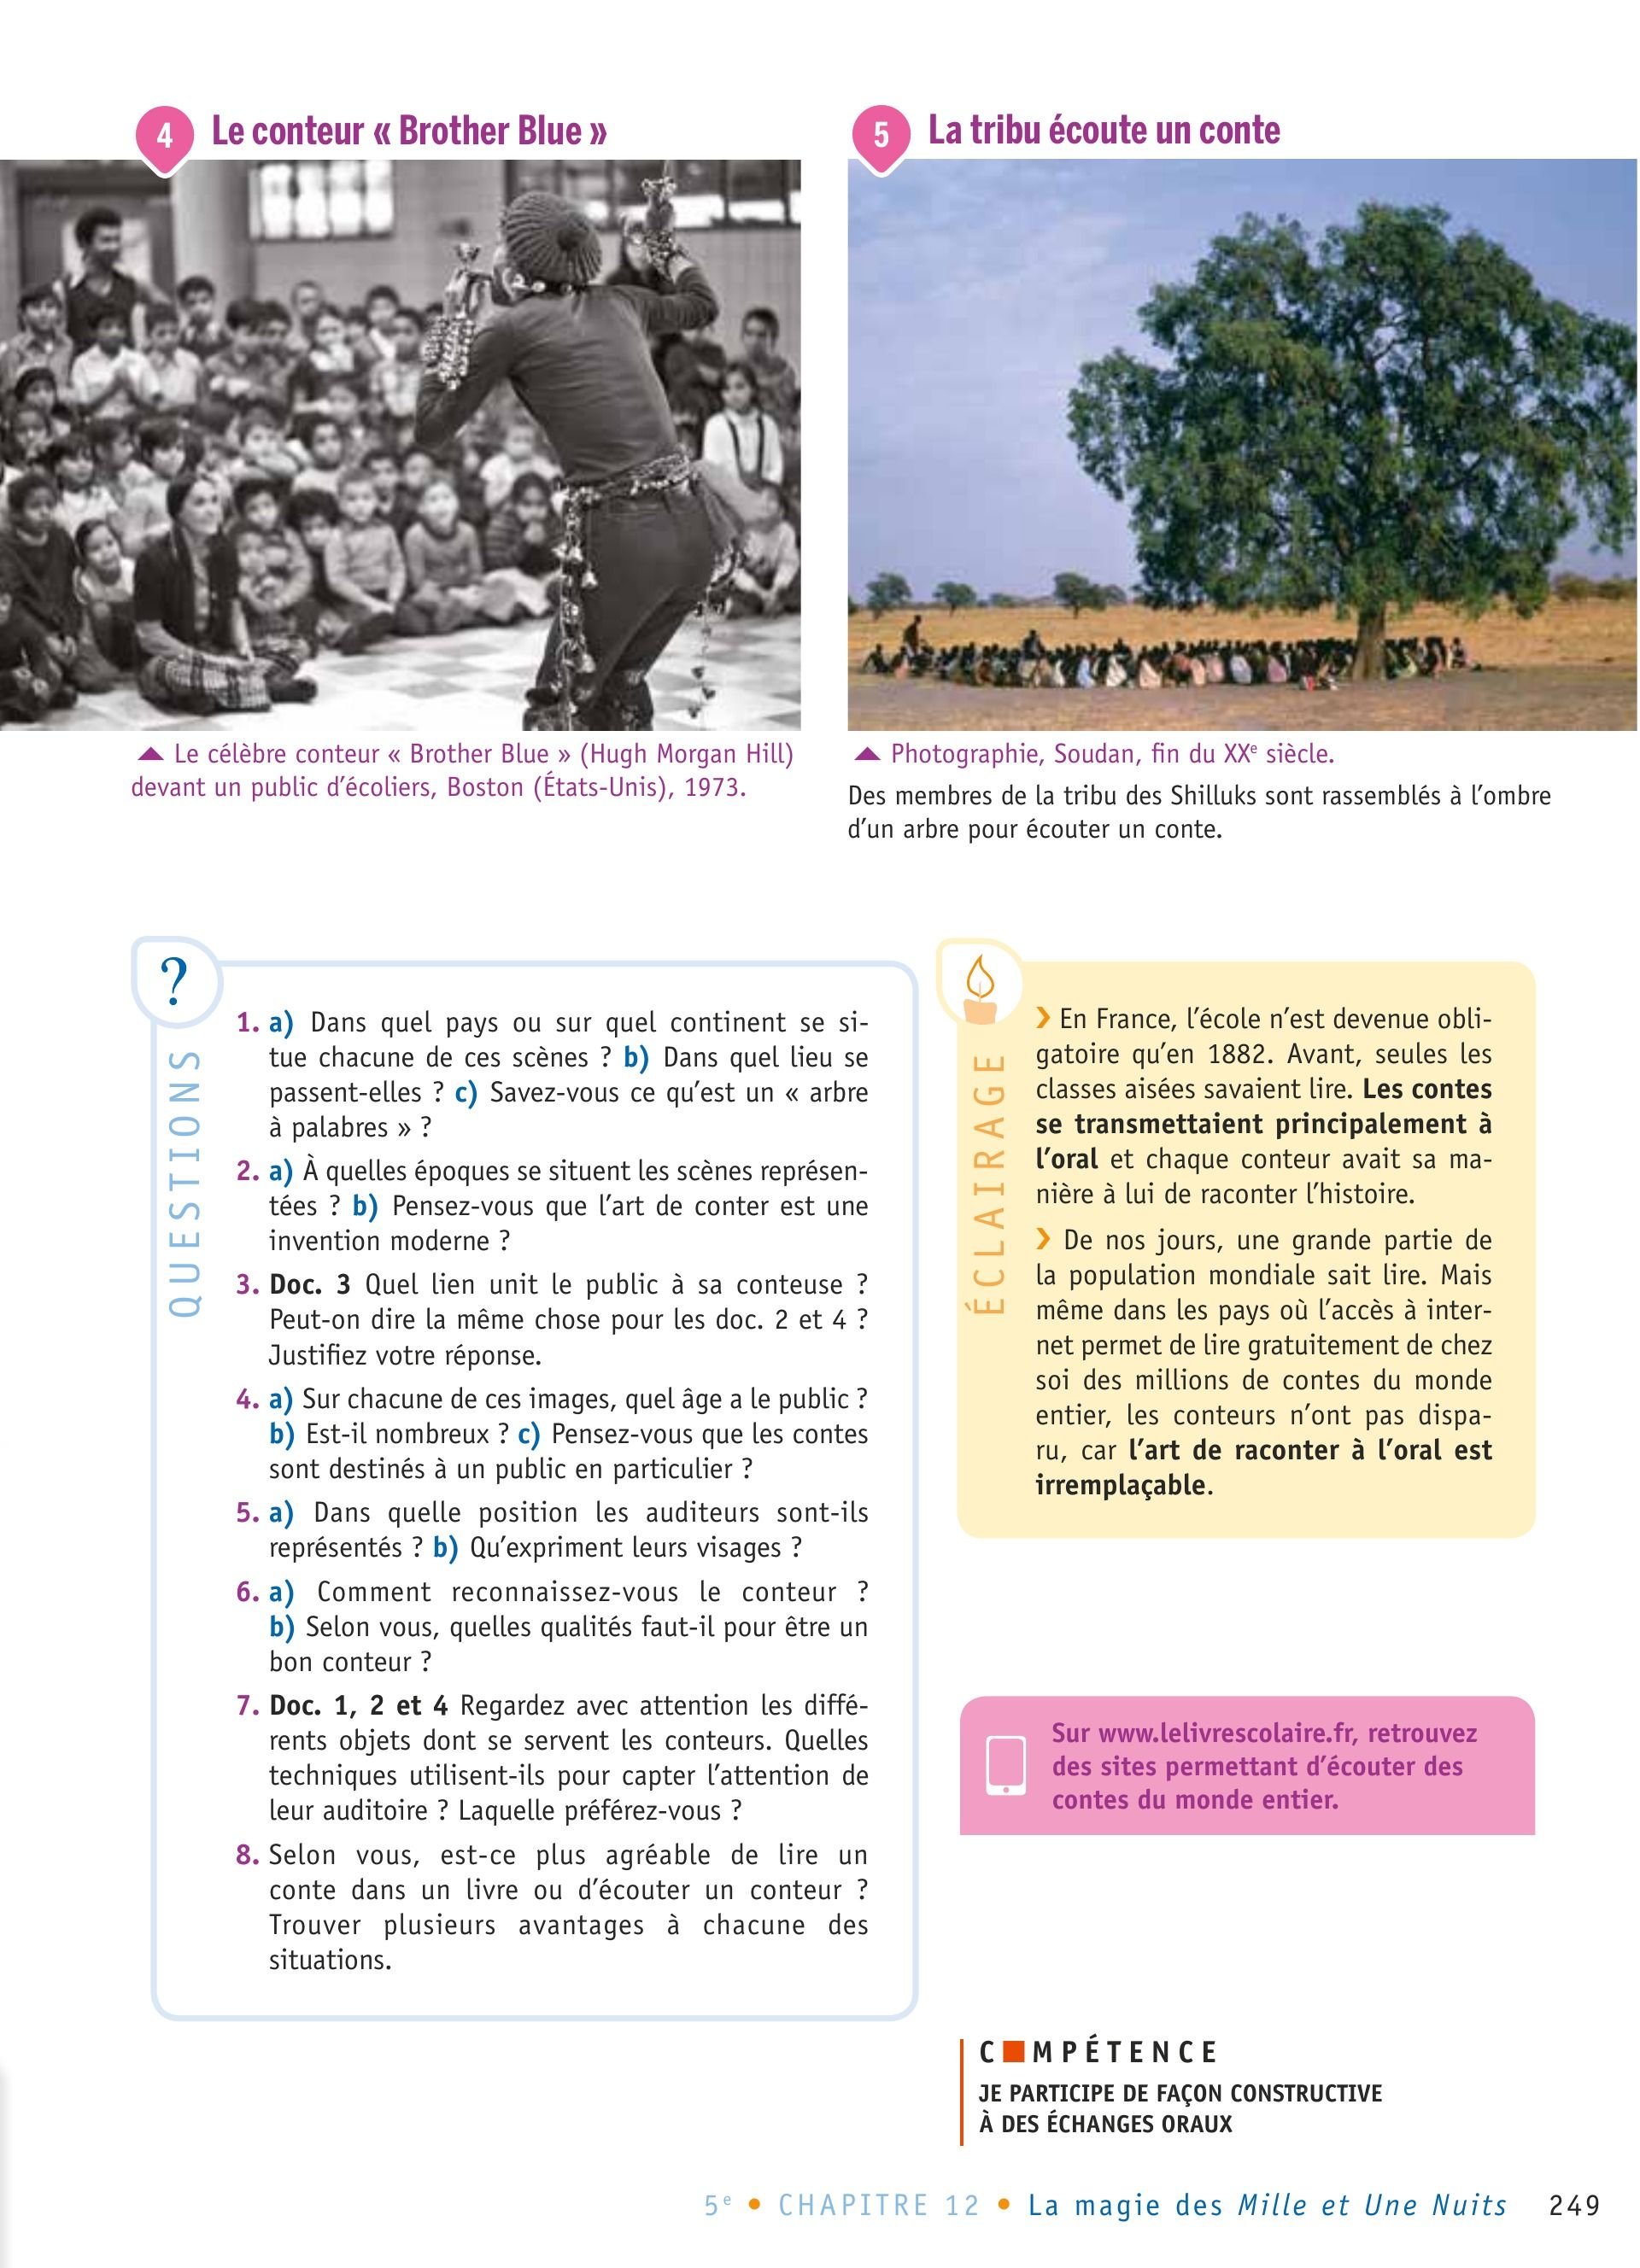 4 Le conteur « Brother Blue »
▲ Le célèbre conteur « Brother Blue » (Hugh Morgan Hill)
devant un public d’écoliers, Boston (États-Unis), 1973.
5 La tribu écoute un conte
▲ Photographie, Soudan, fin du XXe siècle.
Des membres de la tribu des Shilluks sont rassemblés à l’ombre
d’un arbre pour écouter un conte.
?
QUESTIONS
1. a) Dans quel pays ou sur quel continent se si-
tue chacune de ces scènes ? b) Dans quel lieu se
passent-elles ? c) Savez-vous ce qu’est un « arbre
à palabres » ?
2. a) À quelles époques se situent les scènes représen-
tées ? b) Pensez-vous que l’art de conter est une
invention moderne ?
3. Doc. 3 Quel lien unit le public à sa conteuse ?
Peut-on dire la même chose pour les doc. 2 et 4 ?
Justifiez votre réponse.
4. a) Sur chacune de ces images, quel âge a le public ?
b) Est-il nombreux ? c) Pensez-vous que les contes
sont destinés à un public en particulier ?
5. a) Dans quelle position les auditeurs sont-ils
représentés ? b) Qu’expriment leurs visages ?
6. a) Comment reconnaissez-vous le conteur ?
b) Selon vous, quelles qualités faut-il pour être un
bon conteur ?
7. Doc. 1, 2 et 4 Regardez avec attention les diffé-
rents objets dont se servent les conteurs. Quelles
techniques utilisent-ils pour capter l’attention de
leur auditoire ? Laquelle préférez-vous ?
8. Selon vous, est-ce plus agréable de lire un
conte dans un livre ou d’écouter un conteur ?
Trouver plusieurs avantages à chacune des
situations.
ÉCLAIRAGE
› En France, l’école n’est devenue obli-
gatoire qu’en 1882. Avant, seules les
classes aisées savaient lire. Les contes
se transmettaient principalement à
l’oral et chaque conteur avait sa ma-
nière à lui de raconter l’histoire.
› De nos jours, une grande partie de
la population mondiale sait lire. Mais
même dans les pays où l’accès à inter-
net permet de lire gratuitement de chez
soi des millions de contes du monde
entier, les conteurs n’ont pas dispa-
ru, car l’art de raconter à l’oral est
irremplaçable.
Sur www.lelivrescolaire.fr, retrouvez
des sites permettant d’écouter des
contes du monde entier.
C■MPÉTENCE
JE PARTICIPE DE FAÇON CONSTRUCTIVE
À DES ÉCHANGES ORAUX
5e • CHAPITRE 12 • La magie des Mille et Une Nuits 249